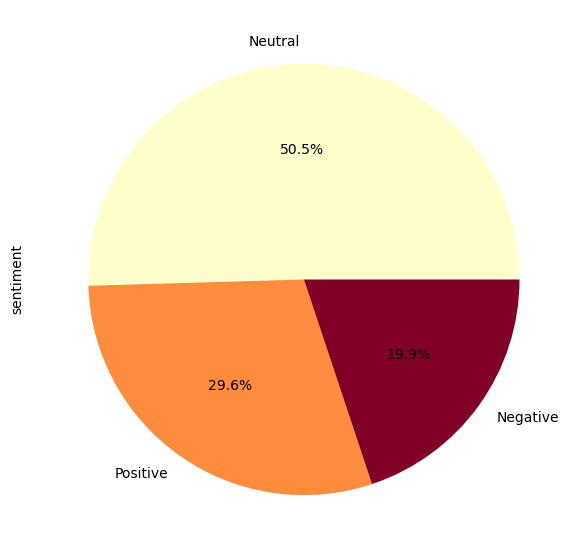 Neutral
50.5%
sentiment
19.9%
29.6%
Negative
Positive